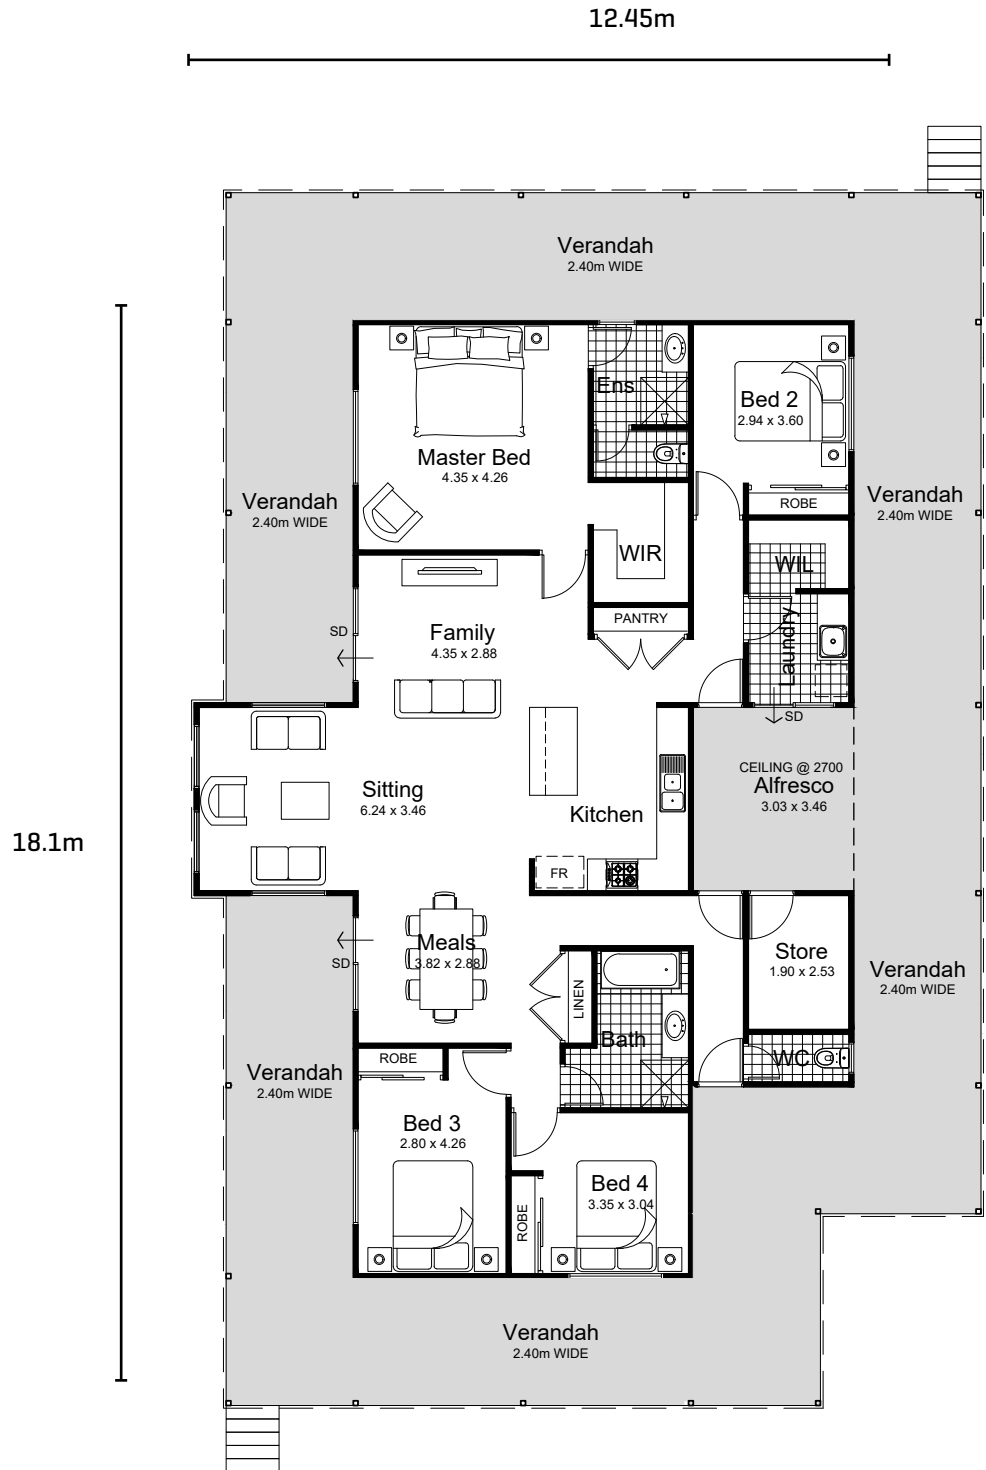 12.45m
Verandah
2.40m WIDE
Ens
Bed 2
2.94 x 3.60
Master Bed
4.35 x 4.26
Verandah
2.40m WIDE
Verandah
2.40m WIDE
ROBE
WIR
WIL
PANTRY
Family
4.35 x 2.88
SD
Laundry
SD
CEILING @ 2700
Alfresco
3.03 x 3.46
Sitting
6.24 x 3.46
Kitchen
18.1m
FR
Meals
3.82 x 2.88
SD
Store
1.90 x 2.53
Verandah
2.40m WIDE
LINEN
Bath
WC
ROBE
Verandah
2.40m WIDE
Bed 3
2.80 x 4.26
Bed 4
3.35 x 3.04
ROBE
Verandah
2.40m WIDE